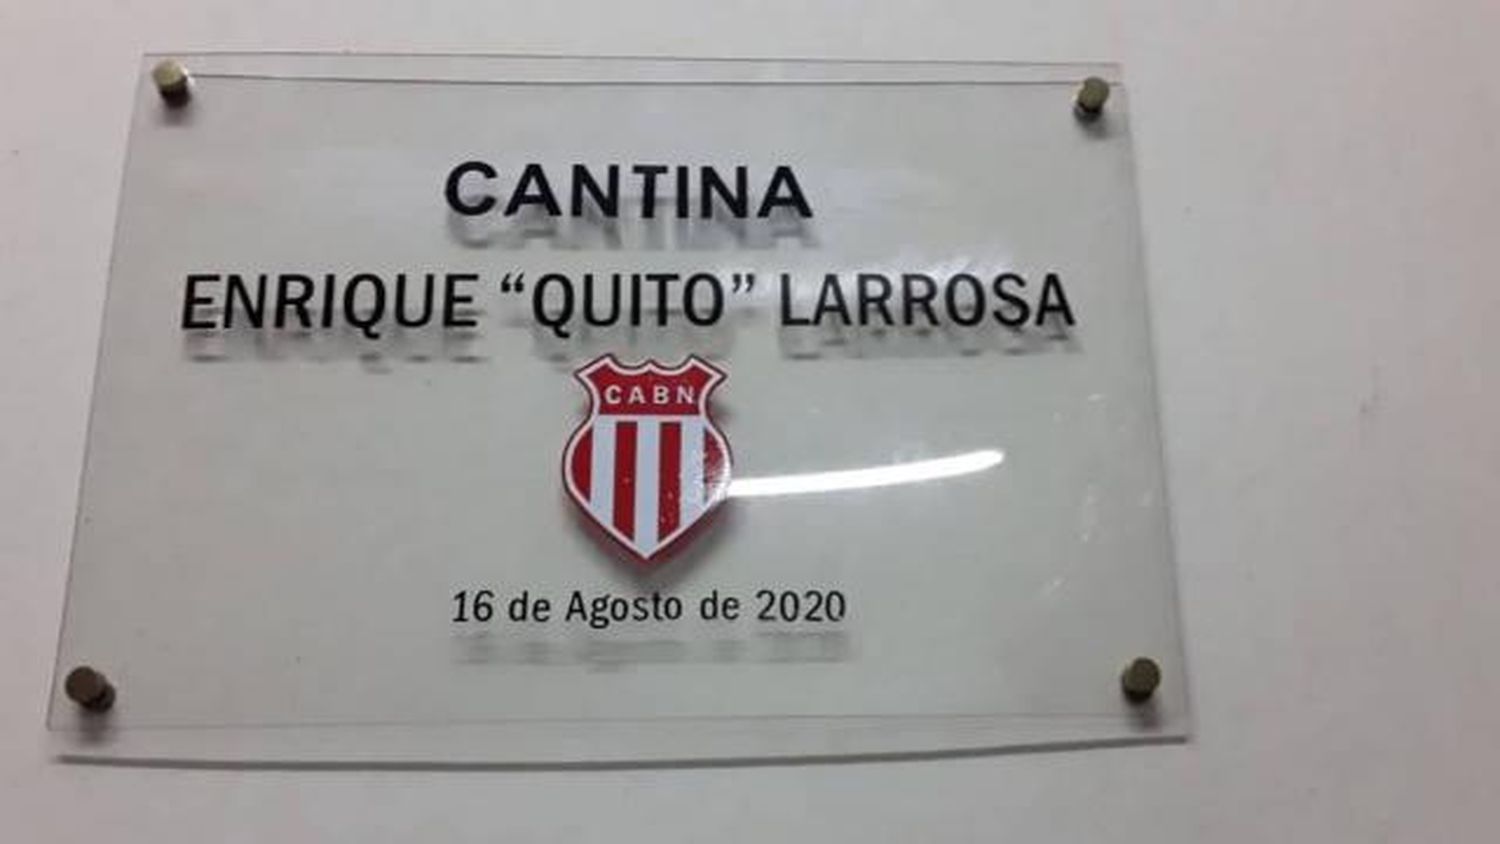 CANTINA
ENRIQUE “QUITO” LARROSA
CABN
16 de Agosto de 2020